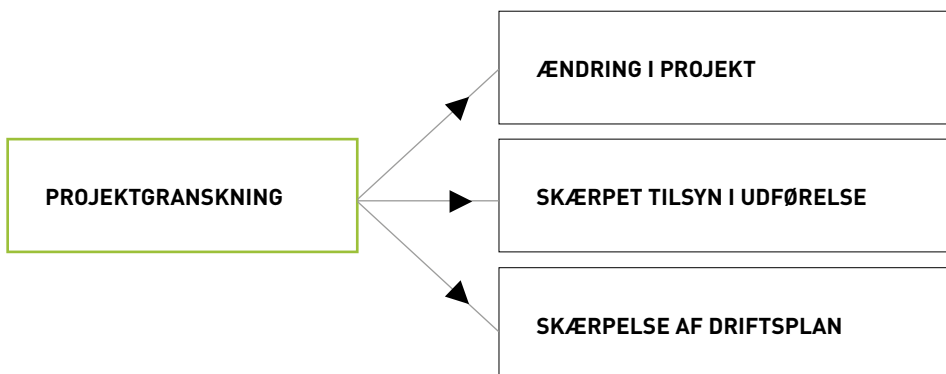 ÆNDRING I PROJEKT
PROJEKTGRANSKNING
SKÆRPET TILSYN I UDFØRELSE
SKÆRPELSE AF DRIFTSPLAN